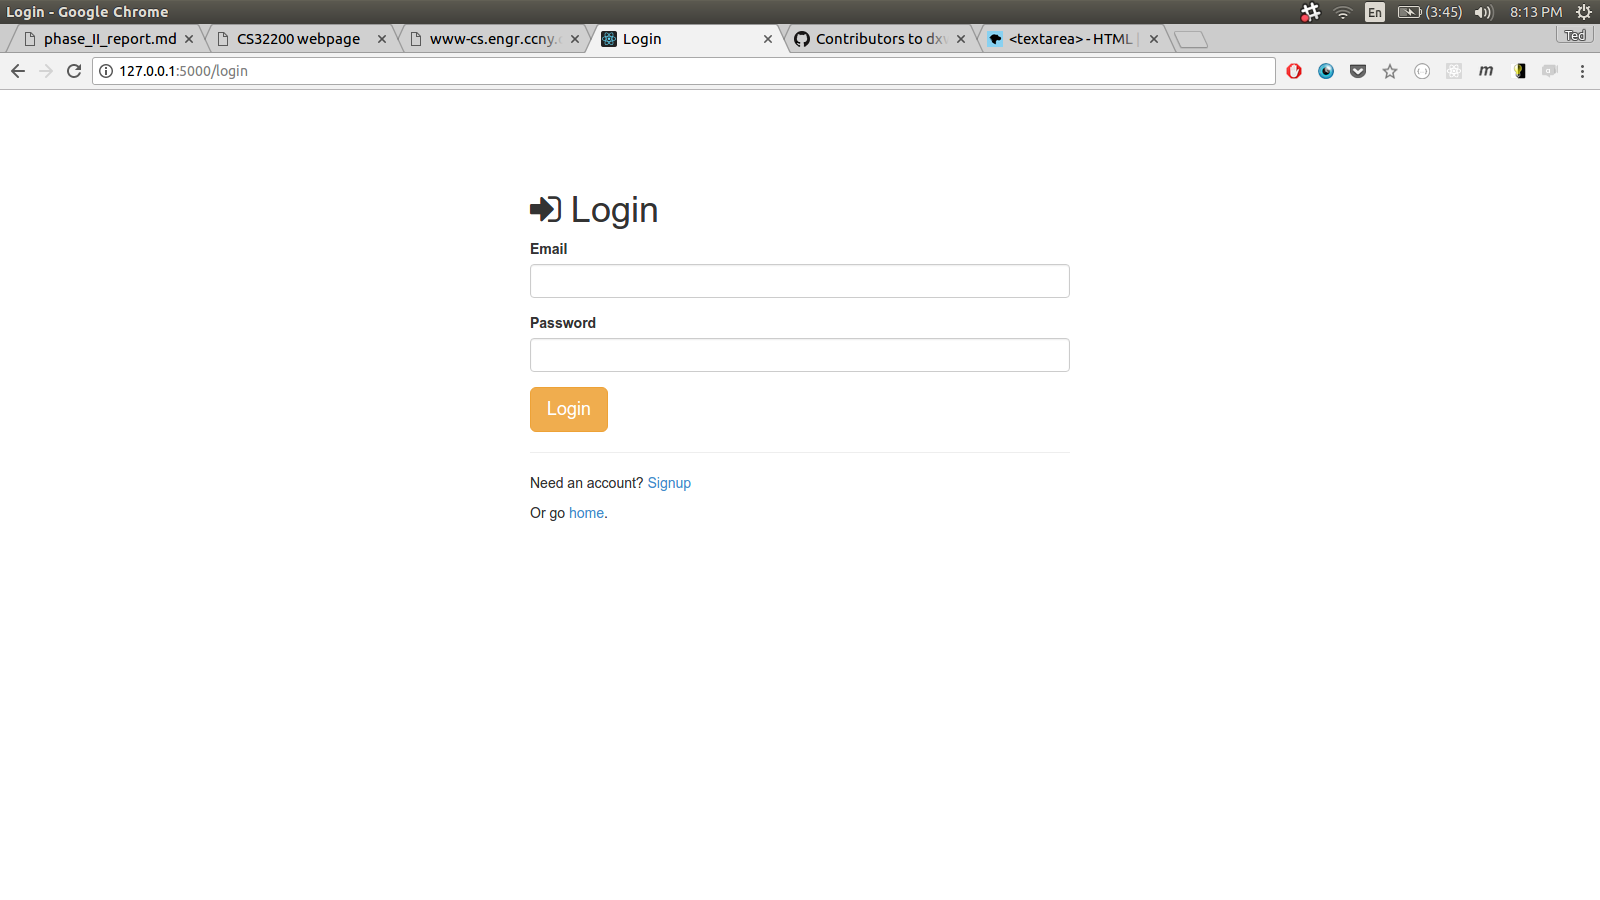 Login - Google Chrome
En
(3:45)
8:13 PM
phase_II_report.md
CS32200 webpage
www-cs.engr.ccny.
Login
Contributors to dxv
<textarea> - HTML
Ted
127.0.0.1:5000/login
m
Login
Email
Password
Login
Need an account? Signup
Or go home.